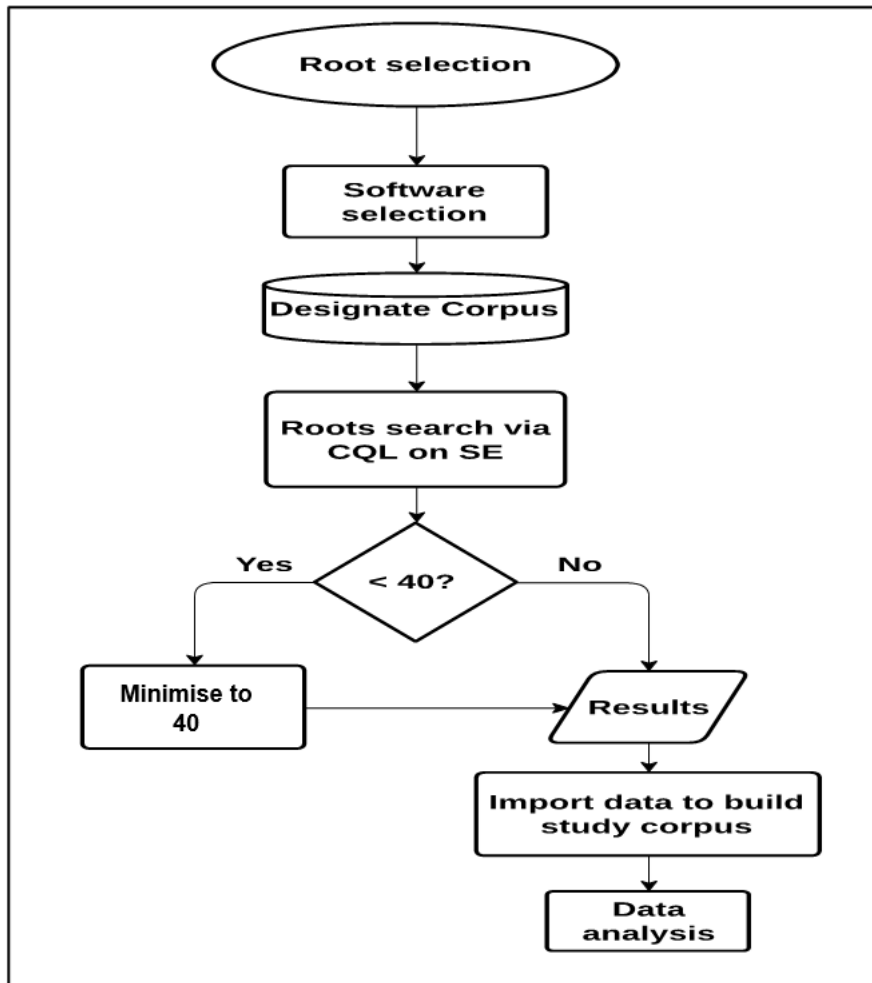 Root selection
Software
selection
Designate Corpus
Roots search via
CQL on SE
Yes
< 40?
No
Minimise to
40
Results
Import data to build
study corpus
Data
analysis